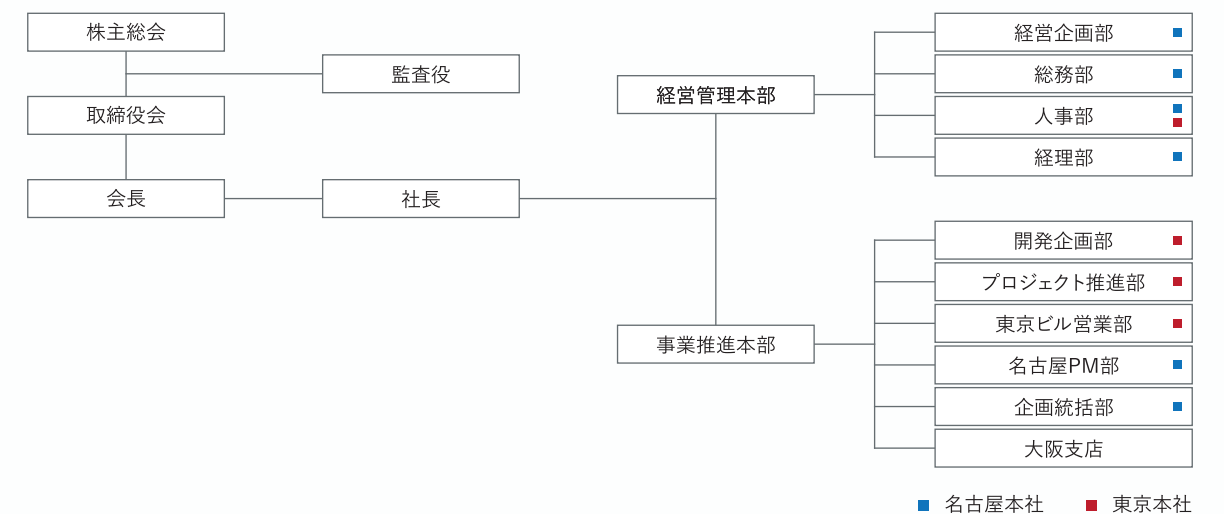 株主総会
監査役
取締役会
会長
社長
経営管理本部
経営企画部
総務部
人事部
経理部
事業推進本部
開発企画部
プロジェクト推進部
東京ビル営業部
名古屋PM部
企画統括部
大阪支店
名古屋本社
東京本社